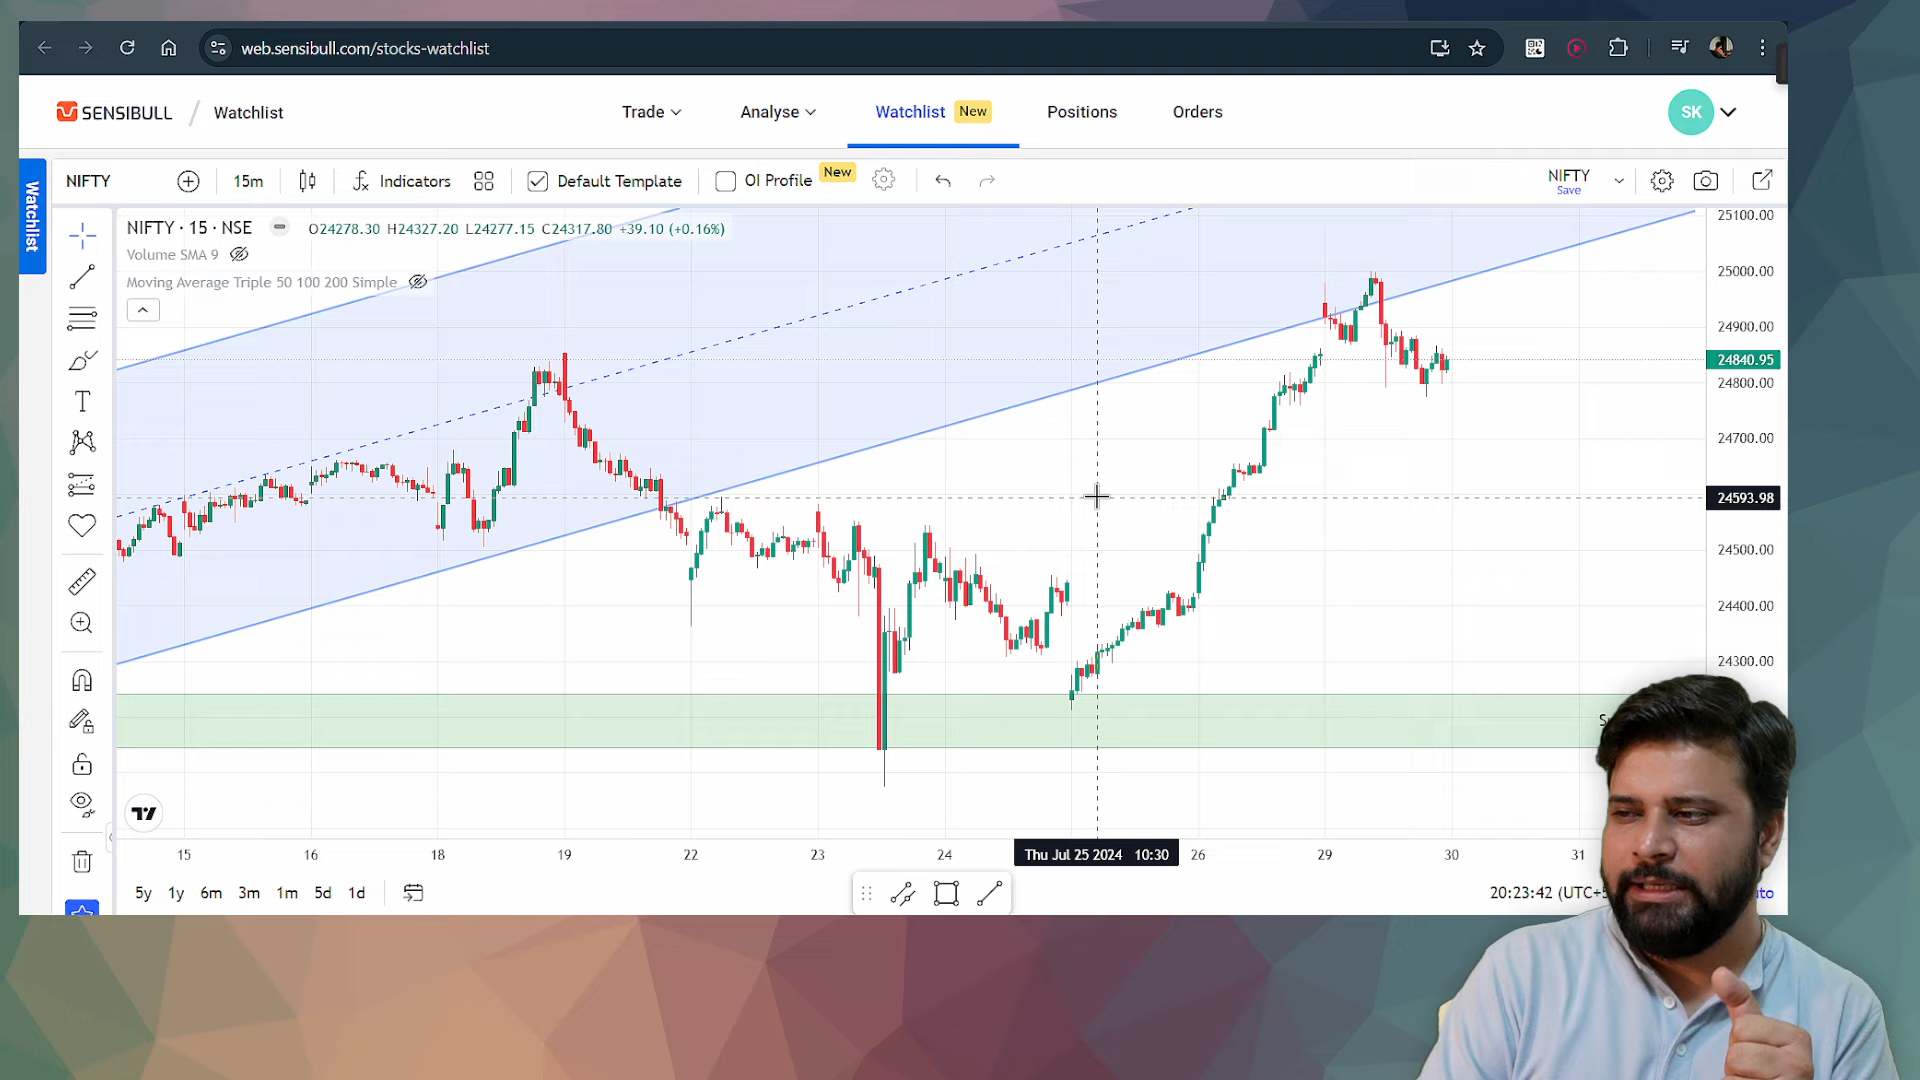 web.sensibull.com/stocks-watchlist
SENSIBULL / Watchlist
Trade
Analyse
Watchlist New
Positions
Orders
SK
Watchlist
NIFTY
15m
Indicators
Default Template
OI Profile New
NIFTY
Save
NIFTY · 15 · NSE O24278.30 H24327.20 L24277.15 C24317.80 +39.10 (+0.16%)
Volume SMA 9
Moving Average Triple 50 100 200 Simple
25100.00
25000.00
24900.00
24840.95
24800.00
24700.00
24593.98
24500.00
24400.00
24300.00
15 16 18 19 22 23 24 Thu Jul 25 2024 10:30 26 29 30 31
5y 1y 6m 3m 1m 5d 1d
20:23:42